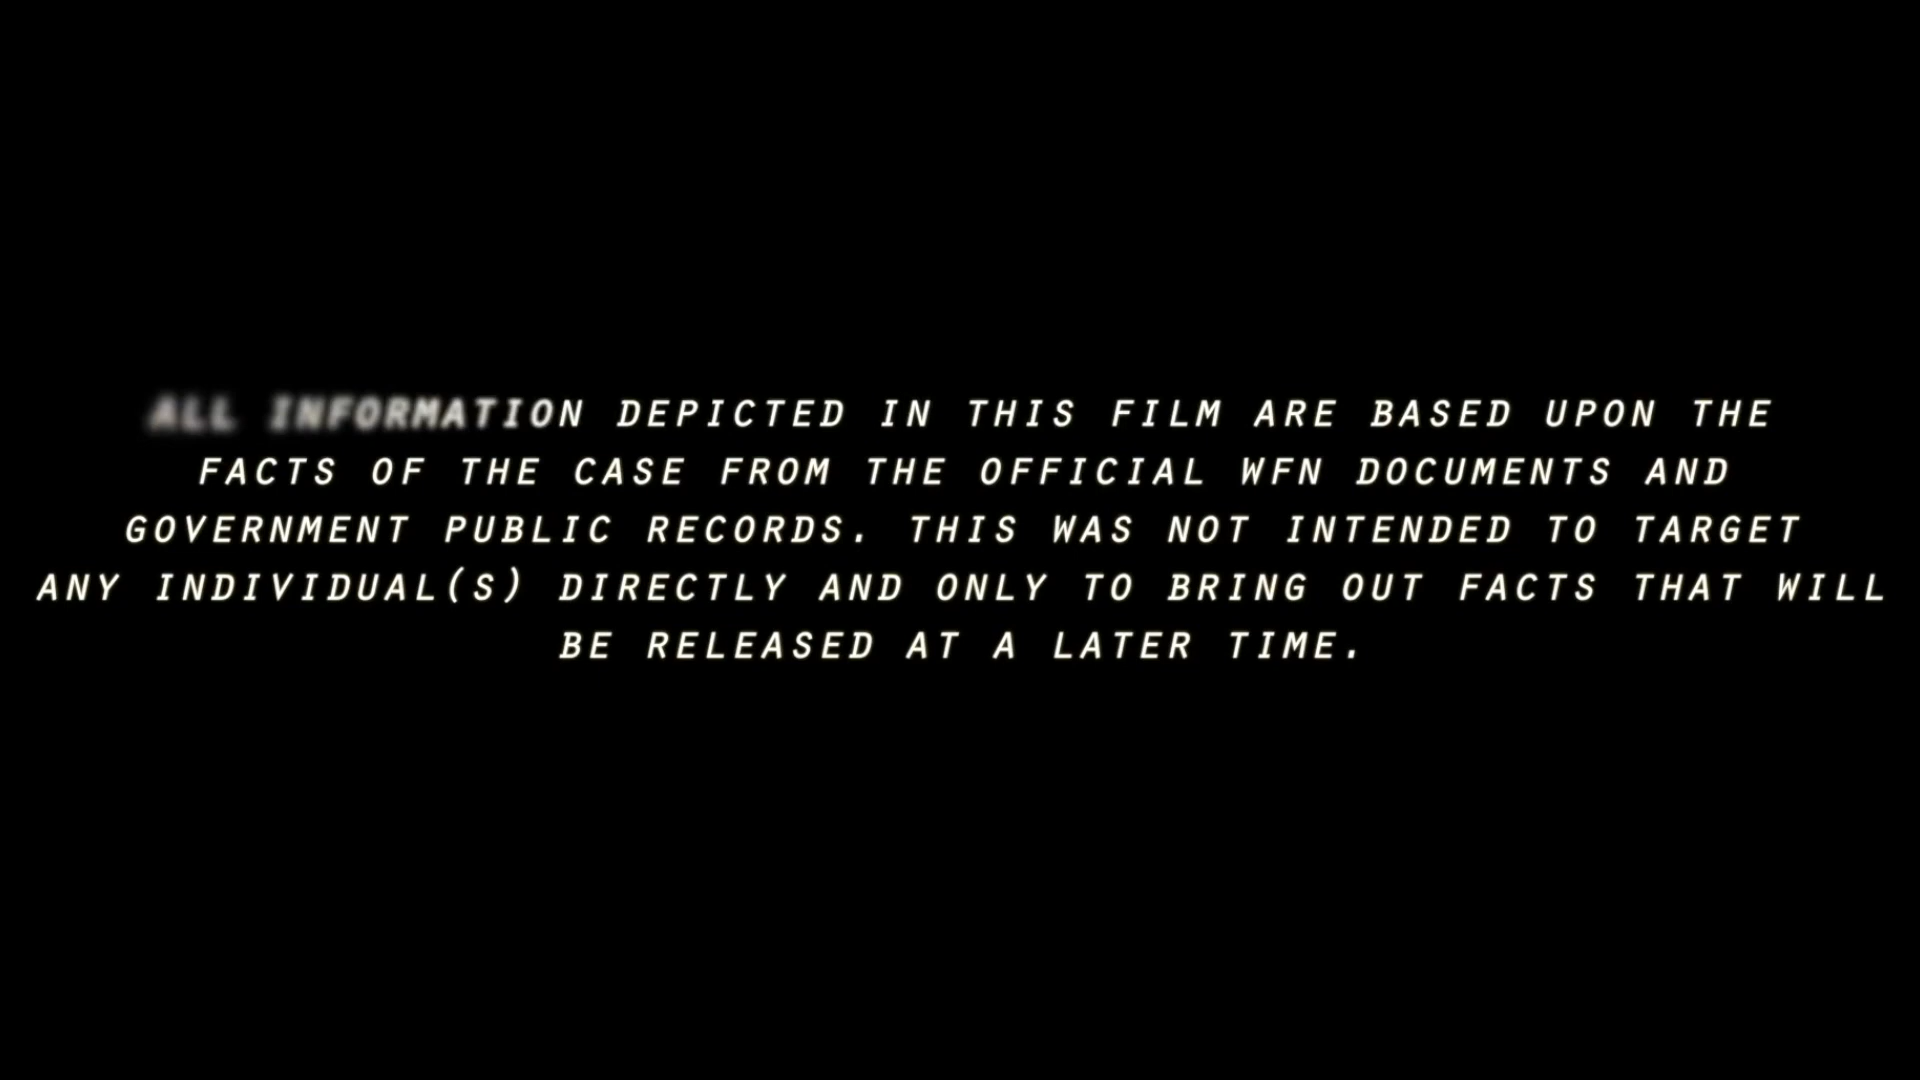 ALL INFORMATION DEPICTED IN THIS FILM ARE BASED UPON THE
FACTS OF THE CASE FROM THE OFFICIAL WFN DOCUMENTS AND
GOVERNMENT PUBLIC RECORDS. THIS WAS NOT INTENDED TO TARGET
ANY INDIVIDUAL(S) DIRECTLY AND ONLY TO BRING OUT FACTS THAT WILL
BE RELEASED AT A LATER TIME.